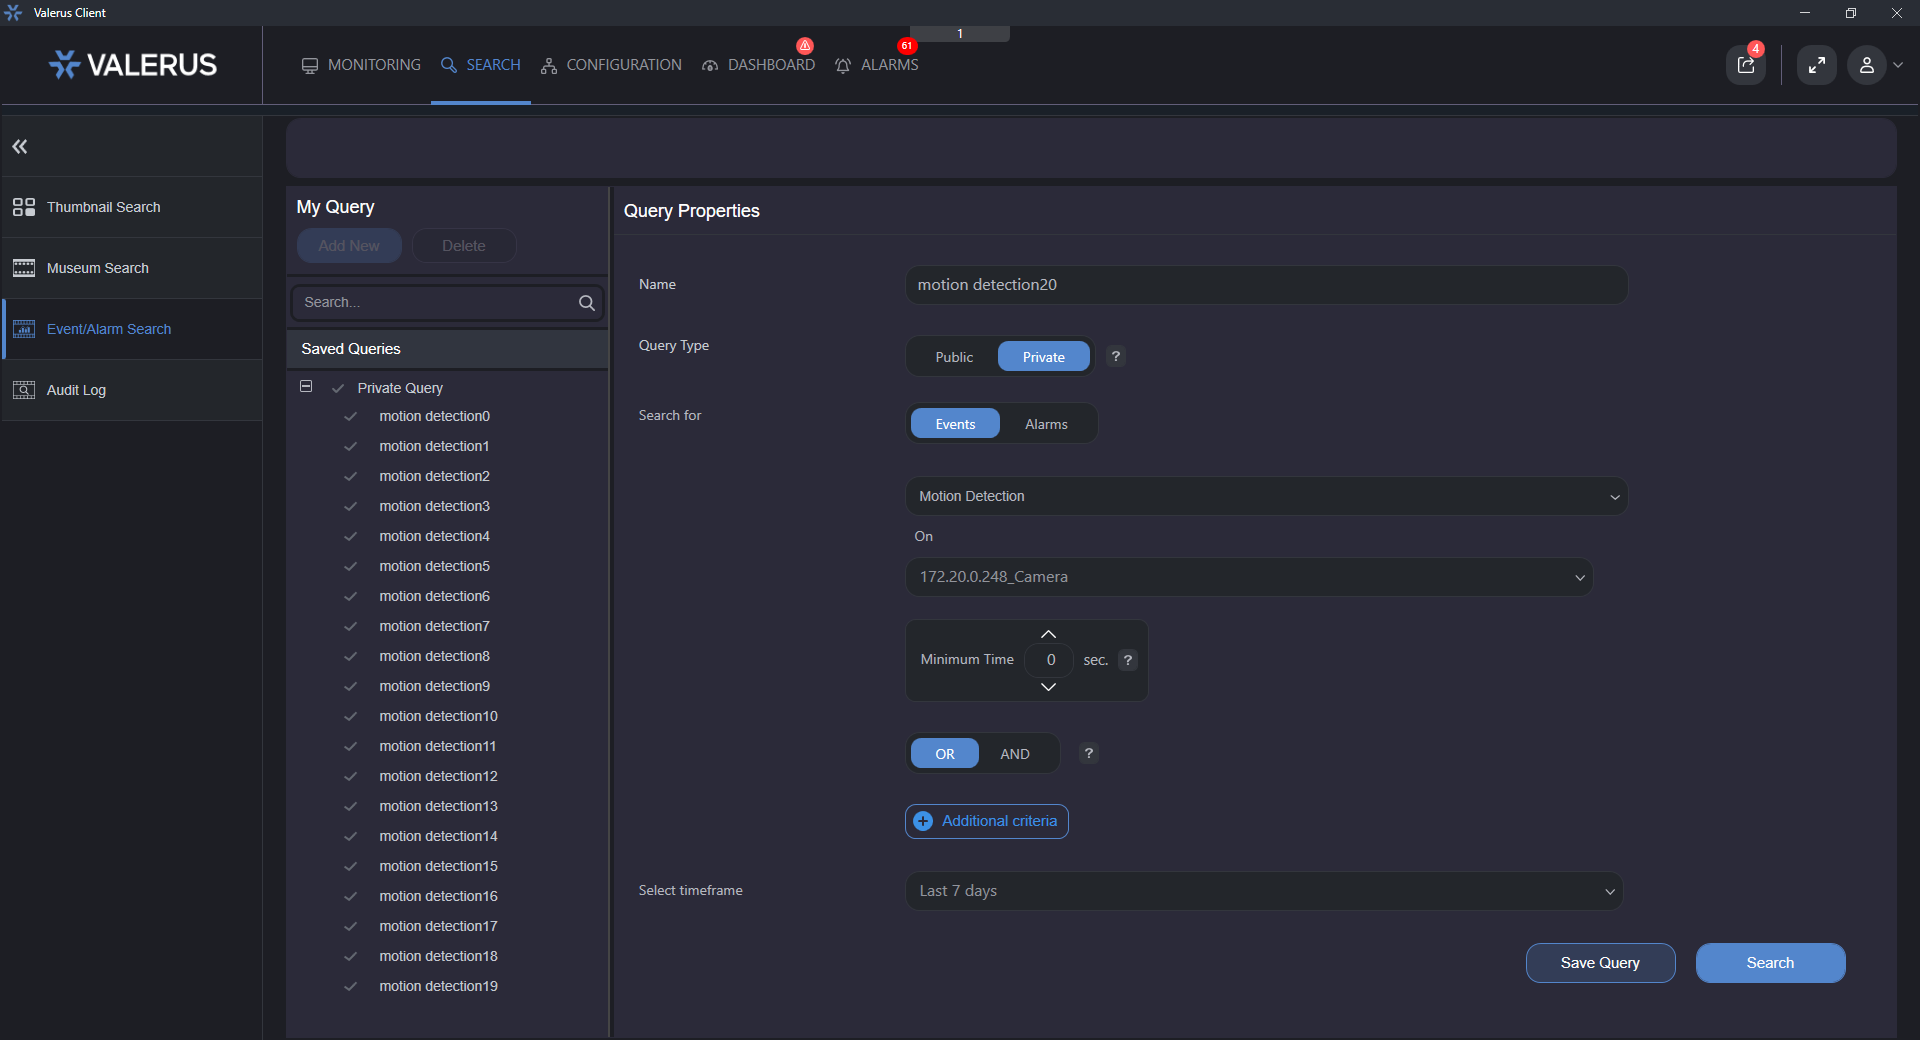 Valerus Client
1
VALERUS
MONITORING
SEARCH
CONFIGURATION
DASHBOARD
61
ALARMS
4
Thumbnail Search
Museum Search
Event/Alarm Search
Audit Log
My Query
Add New
Delete
Search...
Saved Queries
Private Query
motion detection0
motion detection1
motion detection2
motion detection3
motion detection4
motion detection5
motion detection6
motion detection7
motion detection8
motion detection9
motion detection10
motion detection11
motion detection12
motion detection13
motion detection14
motion detection15
motion detection16
motion detection17
motion detection18
motion detection19
Query Properties
Name
motion detection20
Query Type
Public
Private
?
Search for
Events
Alarms
Motion Detection
On
172.20.0.248_Camera
Minimum Time
0
sec.
?
OR
AND
?
Additional criteria
Select timeframe
Last 7 days
Save Query
Search